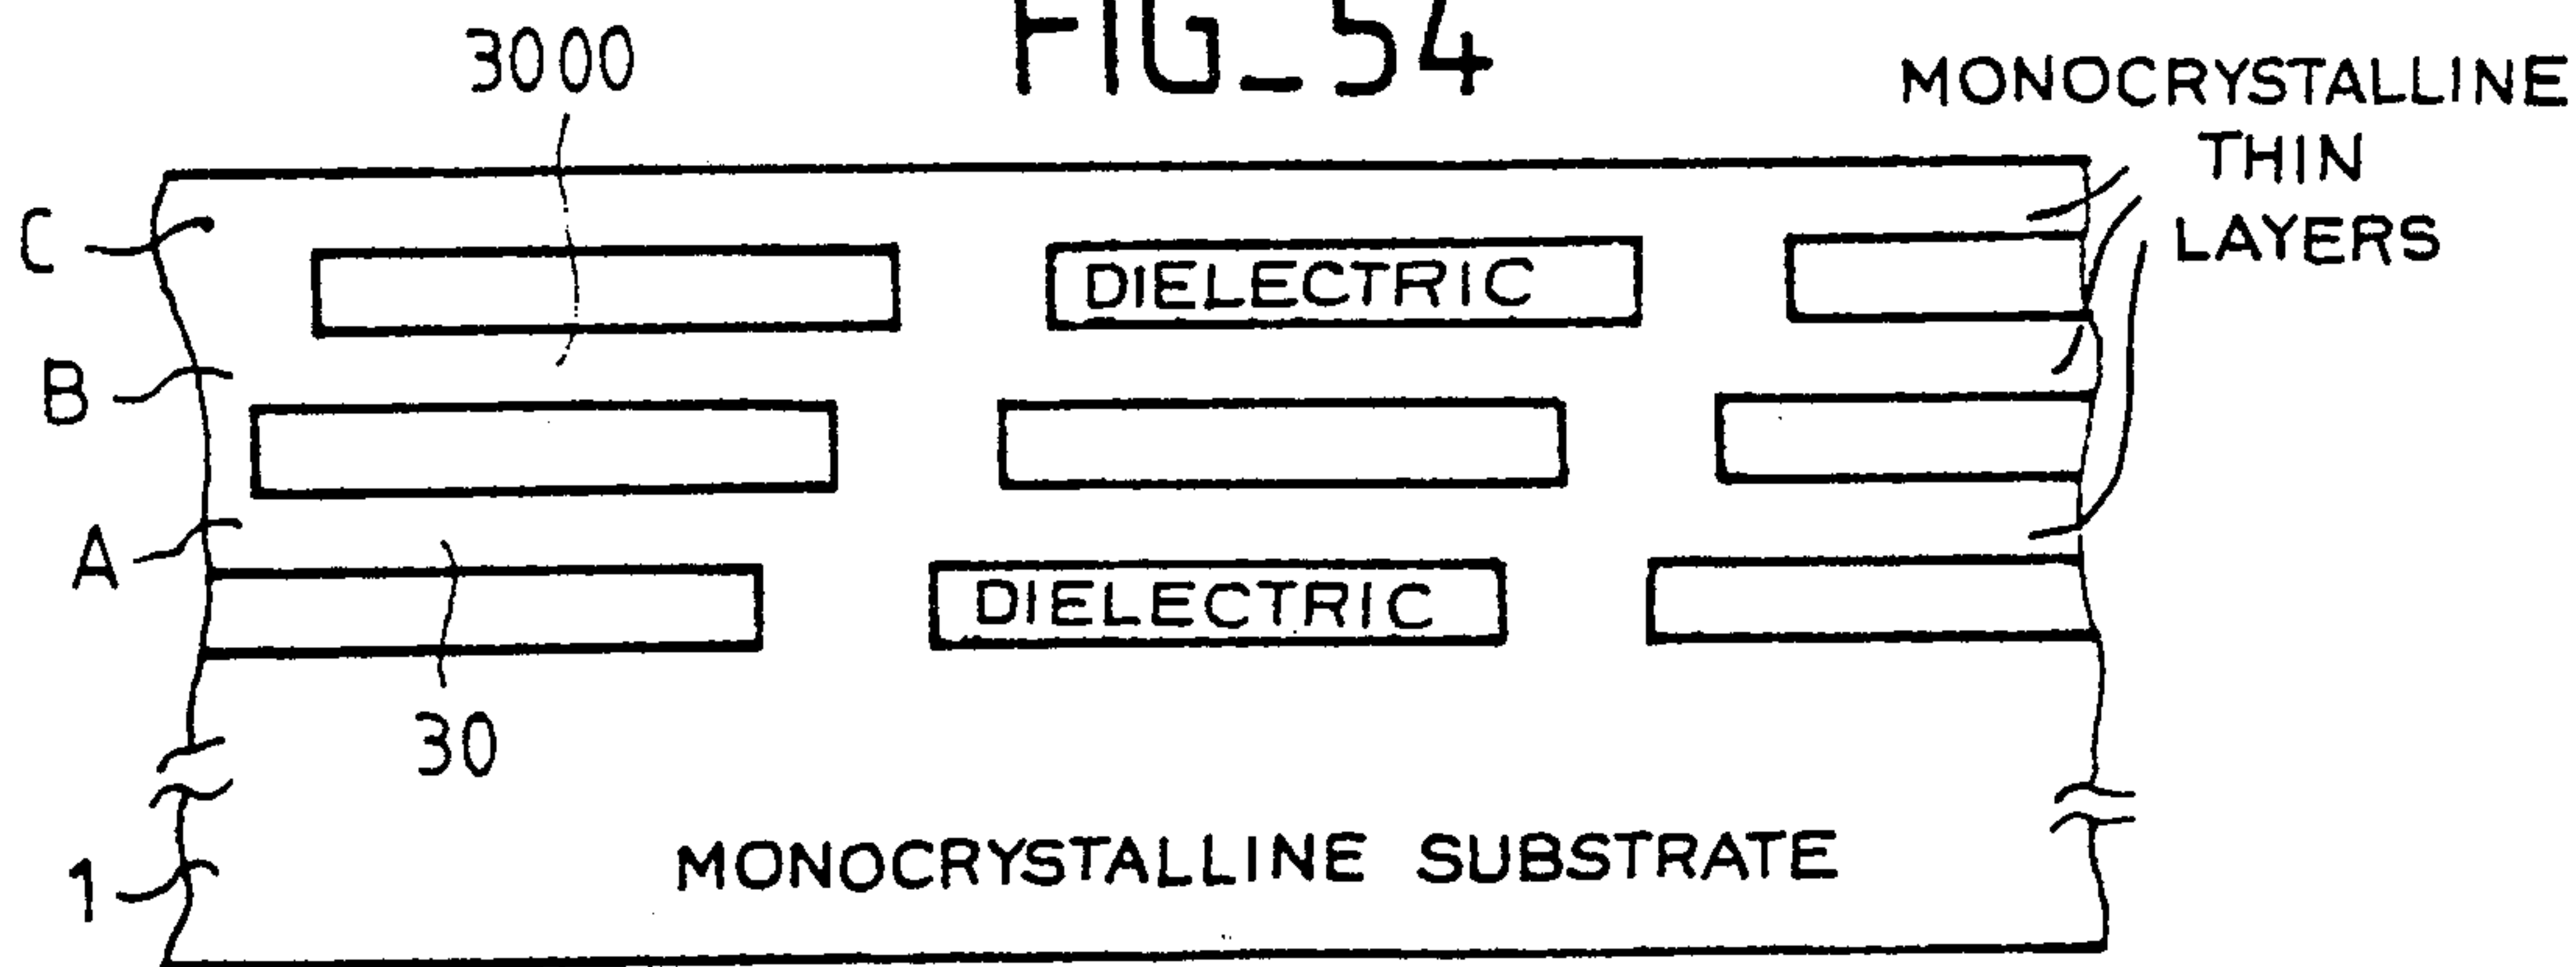 FIG_54
3000
MONOCRYSTALLINE
THIN
LAYERS
C
DIELECTRIC
B
A
DIELECTRIC
30
MONOCRYSTALLINE SUBSTRATE
1